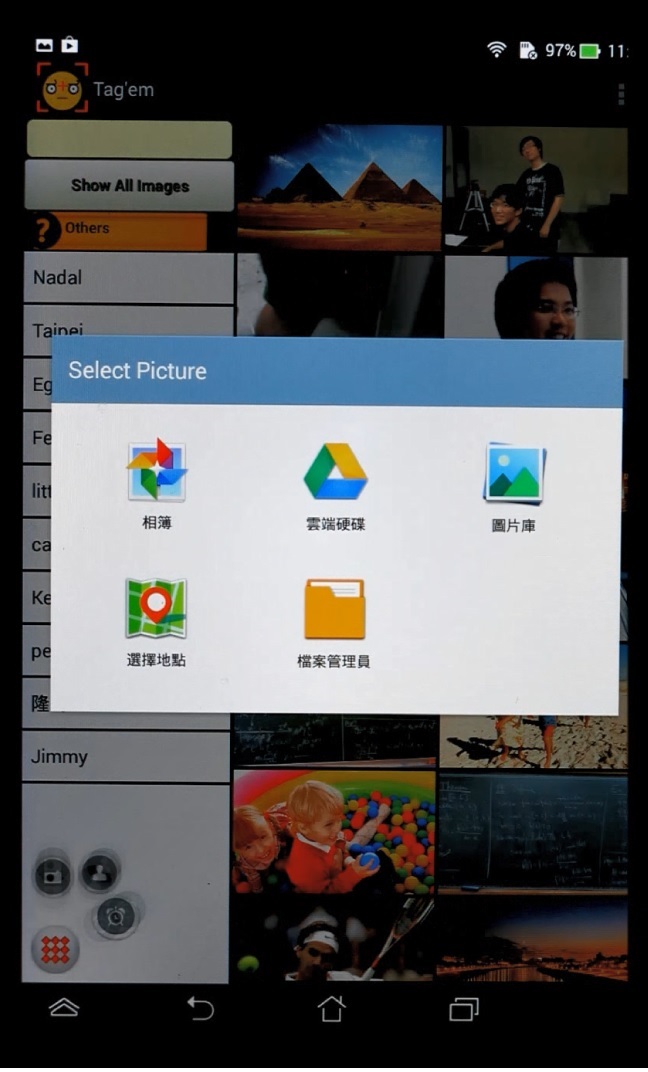 97% 11:
Tag'em
Show All Images
? Others
Nadal
Taipei
Eg
Fe
litt
ca
Ke
pe
隆
Jimmy
Select Picture
相簿
雲端硬碟
圖片庫
選擇地點
檔案管理員